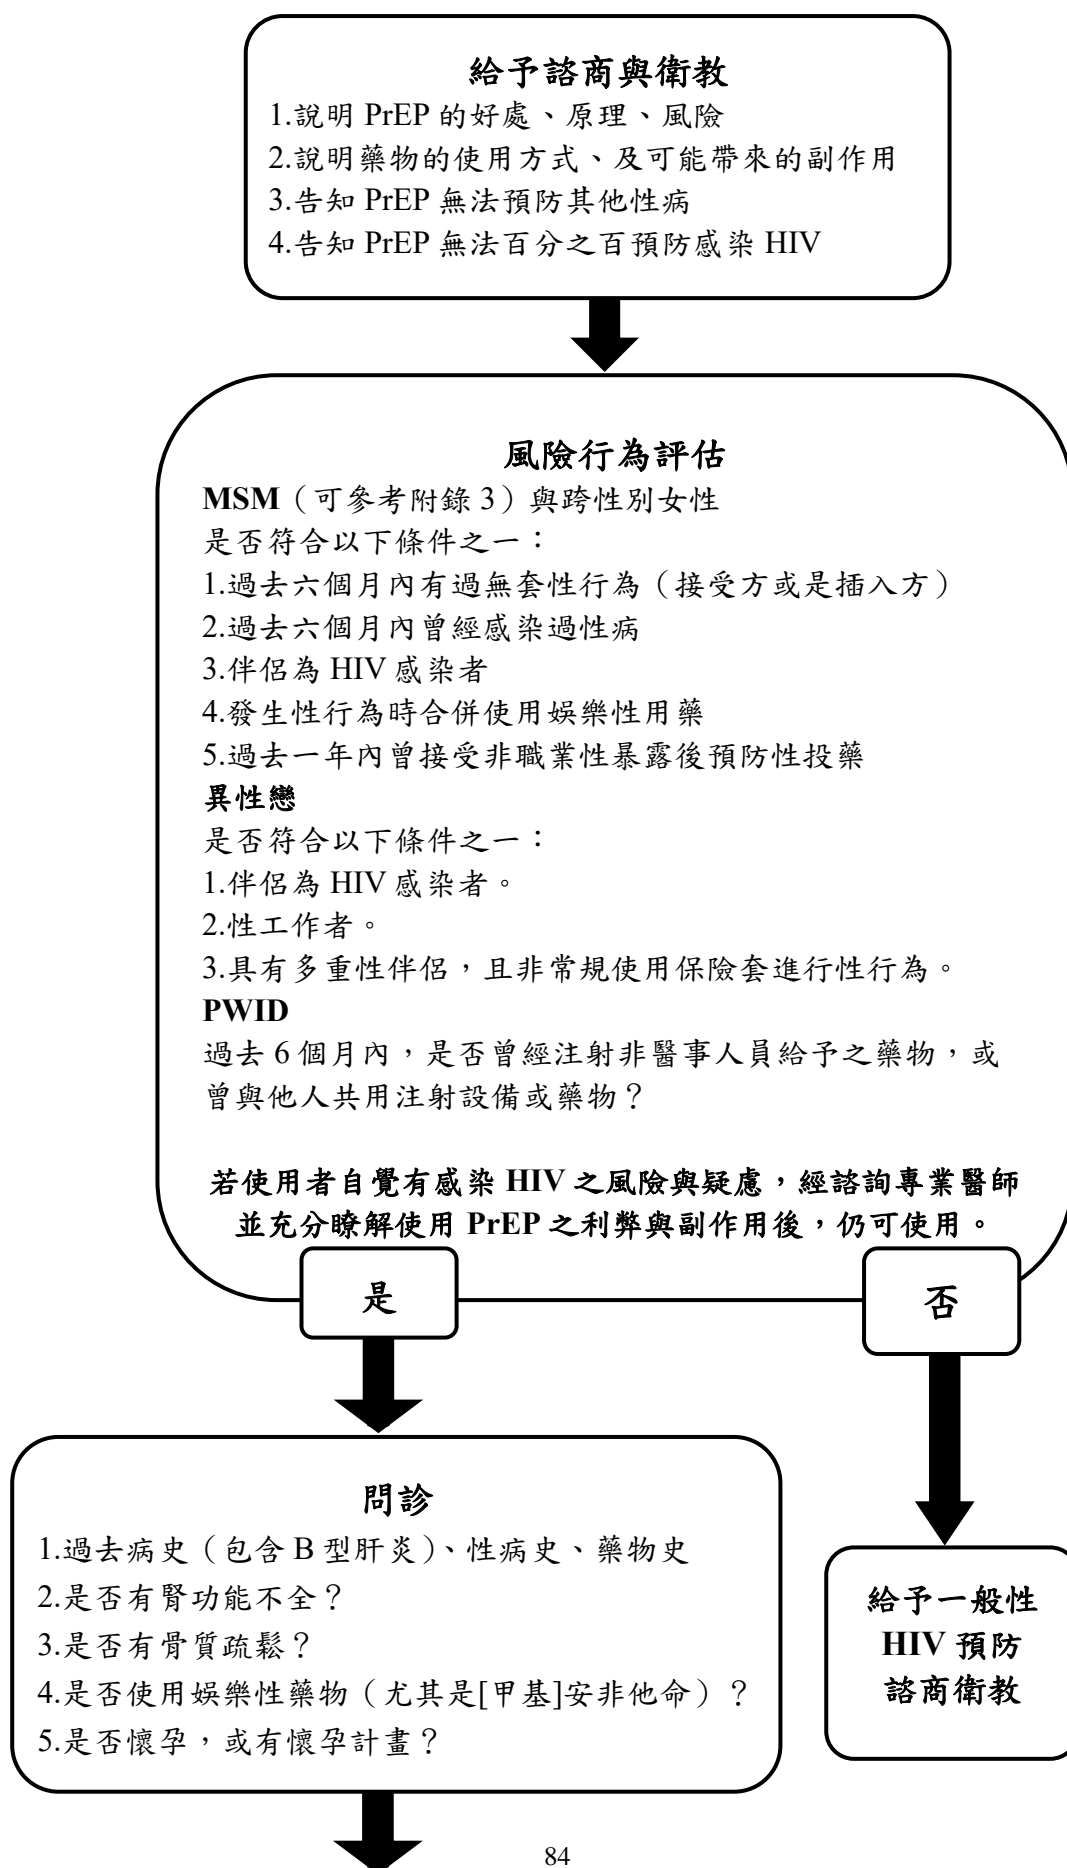 給予諮商與衛教
1.說明 PrEP 的好處、原理、風險
2.說明藥物的使用方式、及可能帶來的副作用
3.告知 PrEP 無法預防其他性病
4.告知 PrEP 無法百分之百預防感染 HIV
風險行為評估
MSM（可參考附錄 3）與跨性別女性
是否符合以下條件之一：
1.過去六個月內有過無套性行為（接受方或是插入方）
2.過去六個月內曾經感染過性病
3.伴侶為 HIV 感染者
4.發生性行為時合併使用娛樂性用藥
5.過去一年內曾接受非職業性暴露後預防性投藥
異性戀
是否符合以下條件之一：
1.伴侶為 HIV 感染者。
2.性工作者。
3.具有多重性伴侶，且非常規使用保險套進行性行為。
PWID
過去 6 個月內，是否曾經注射非醫事人員給予之藥物，或
曾與他人共用注射設備或藥物？
若使用者自覺有感染 HIV 之風險與疑慮，經諮詢專業醫師
並充分瞭解使用 PrEP 之利弊與副作用後，仍可使用。
是
否
問診
1.過去病史（包含 B 型肝炎）、性病史、藥物史
2.是否有腎功能不全？
3.是否有骨質疏鬆？
4.是否使用娛樂性藥物（尤其是[甲基]安非他命）？
5.是否懷孕，或有懷孕計畫？
給予一般性
HIV 預防
諮商衛教
84